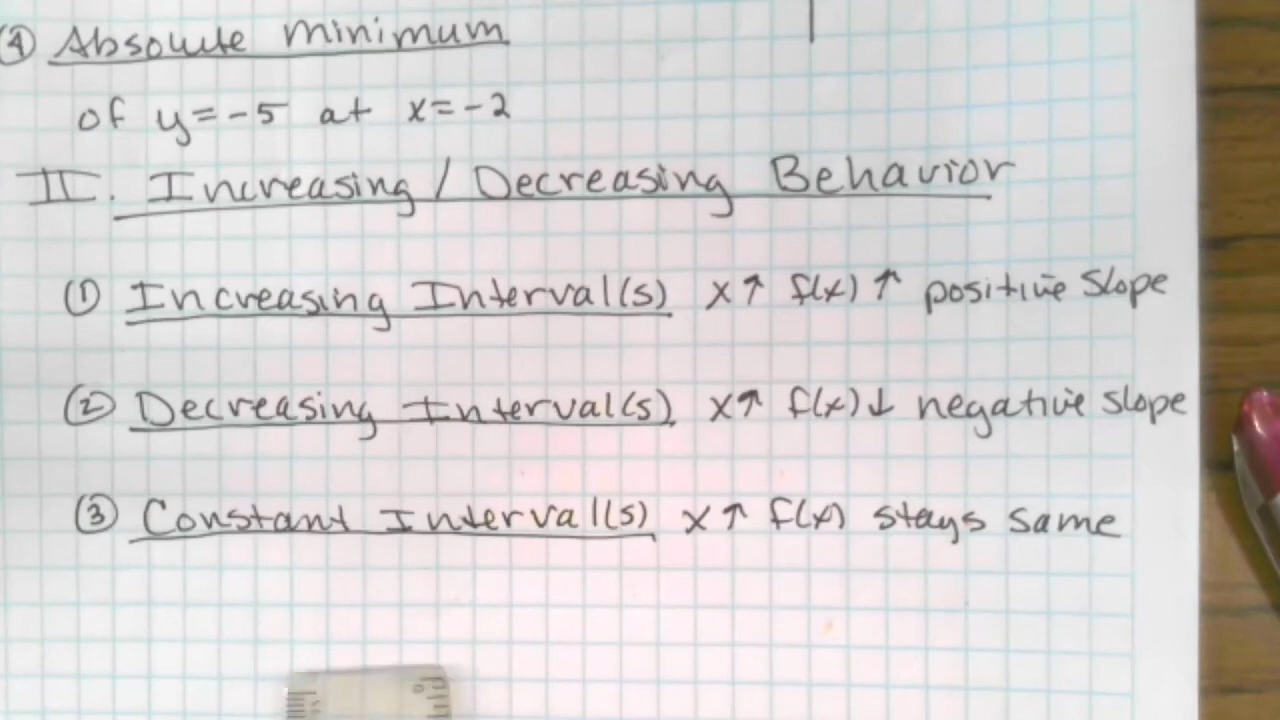 ④ Absolute minimum
of y=-5 at x=-2
II. Increasing / Decreasing Behavior
① Increasing Interval(s) x↑ f(x)↑ positive slope
② Decreasing Interval(s) x↑ f(x)↓ negative slope
③ Constant Interval(s) x↑ f(x) stays same